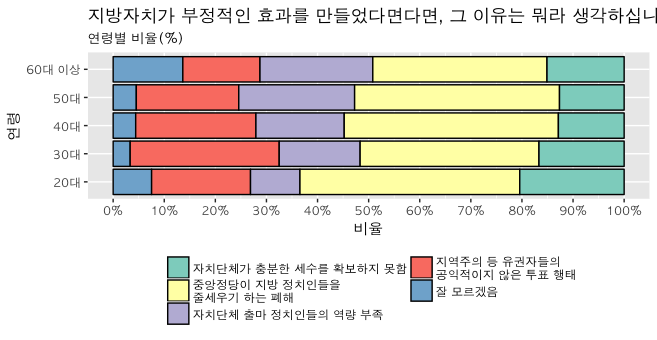 지방자치가 부정적인 효과를 만들었다면다면, 그 이유는 뭐라 생각하십니
연령별 비율(%)
60대 이상
50대
40대
30대
20대
연령
0% 10% 20% 30% 40% 50% 60% 70% 80% 90% 100%
비율
자치단체가 충분한 세수를 확보하지 못함
중앙정당이 지방 정치인들을
줄세우기 하는 폐해
자치단체 출마 정치인들의 역량 부족
지역주의 등 유권자들의
공익적이지 않은 투표 행태
잘 모르겠음